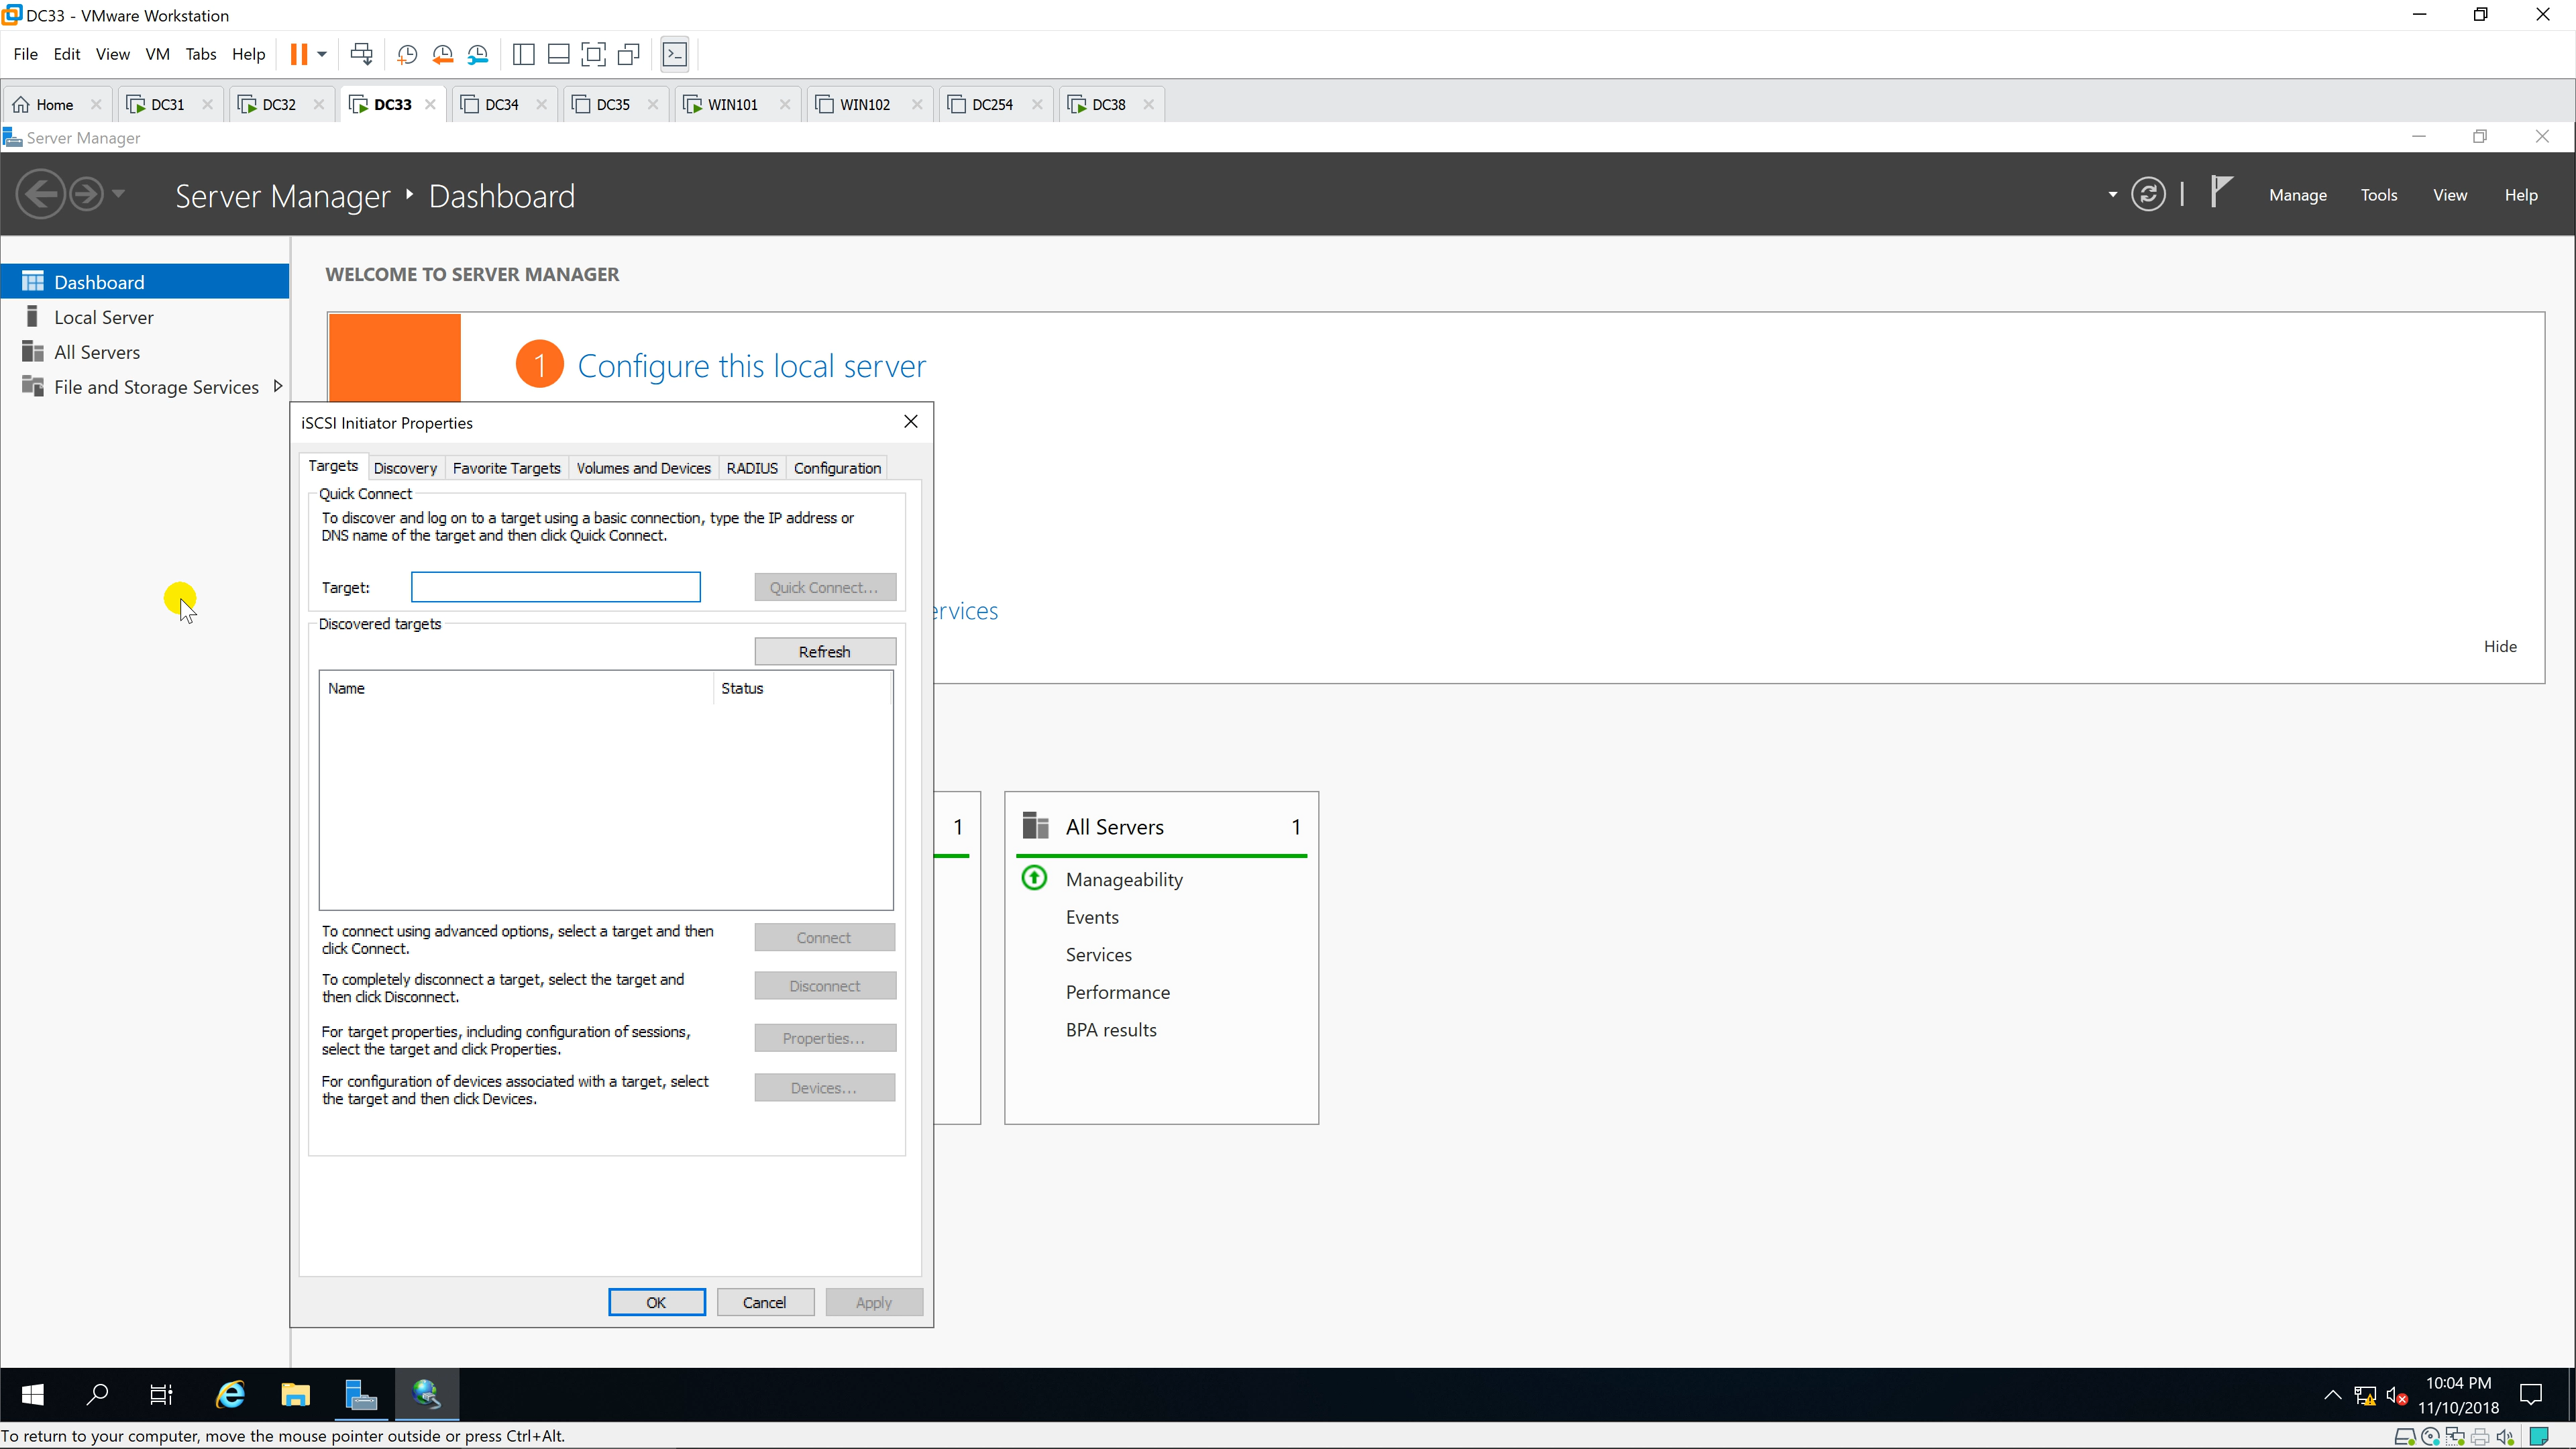 DC33 - VMware Workstation
File Edit View VM Tabs Help
Home DC31 DC32 DC33 DC34 DC35 WIN101 WIN102 DC254 DC38
Server Manager
Server Manager Dashboard
Manage Tools View Help
Dashboard
Local Server
All Servers
File and Storage Services
WELCOME TO SERVER MANAGER
1 Configure this local server
ervices
Hide
iSCSI Initiator Properties
Targets Discovery Favorite Targets Volumes and Devices RADIUS Configuration
Quick Connect
To discover and log on to a target using a basic connection, type the IP address or
DNS name of the target and then click Quick Connect.
Target: Quick Connect...
Discovered targets
Refresh
Name Status
To connect using advanced options, select a target and then
click Connect.
Connect
To completely disconnect a target, select the target and
then click Disconnect.
Disconnect
For target properties, including configuration of sessions,
select the target and click Properties.
Properties...
For configuration of devices associated with a target, select
the target and then click Devices.
Devices...
OK Cancel Apply
1
All Servers 1
Manageability
Events
Services
Performance
BPA results
10:04 PM
11/10/2018
To return to your computer, move the mouse pointer outside or press Ctrl+Alt.